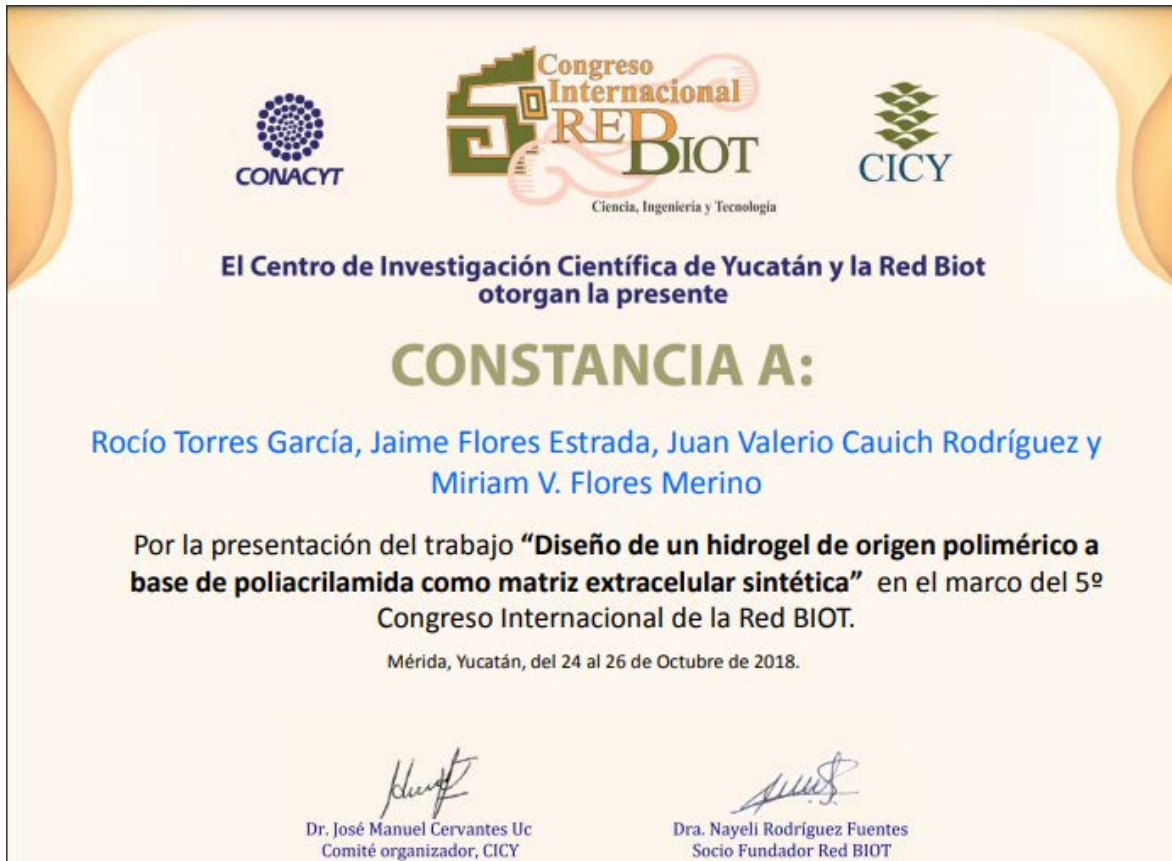 CONACYT
5º Congreso
Internacional
RED
BIOT
Ciencia, Ingeniería y Tecnología
CICY
El Centro de Investigación Científica de Yucatán y la Red Biot
otorgan la presente
CONSTANCIA A:
Rocío Torres García, Jaime Flores Estrada, Juan Valerio Cauich Rodríguez y
Miriam V. Flores Merino
Por la presentación del trabajo “Diseño de un hidrogel de origen polimérico a
base de poliacrilamida como matriz extracelular sintética” en el marco del 5º
Congreso Internacional de la Red BIOT.
Mérida, Yucatán, del 24 al 26 de Octubre de 2018.
Dr. José Manuel Cervantes Uc
Comité organizador, CICY
Dra. Nayeli Rodríguez Fuentes
Socio Fundador Red BIOT